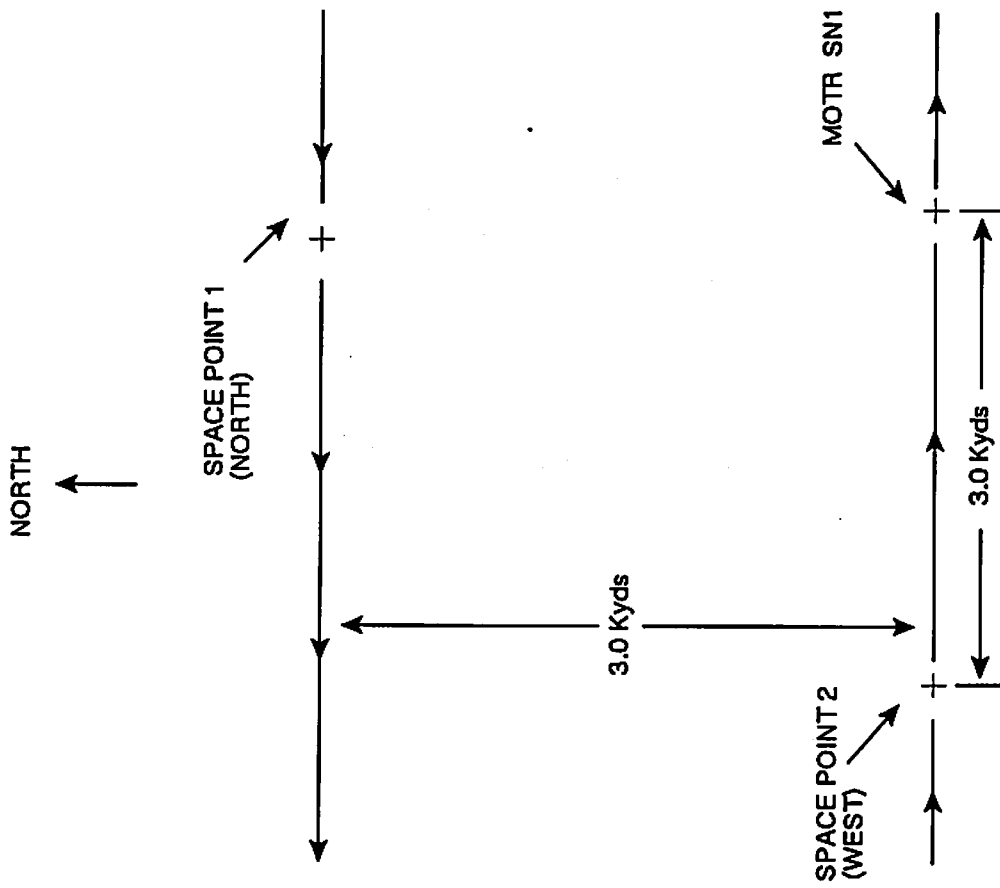 NORTH
SPACE POINT 1
(NORTH)
MOTR SN1
3.0 Kyds
3.0 Kyds
SPACE POINT 2
(WEST)